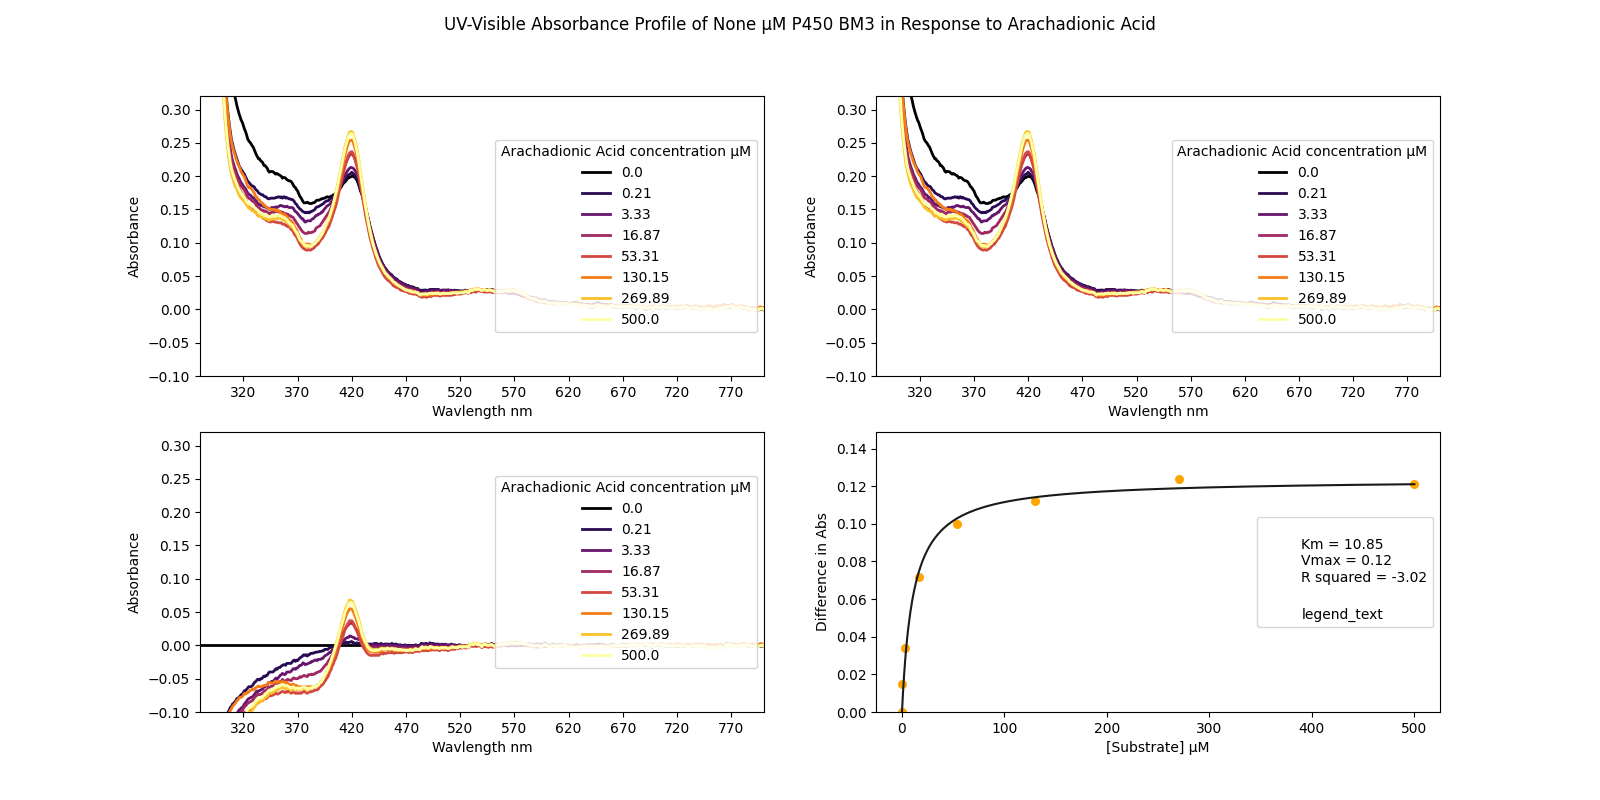 UV-Visible Absorbance Profile of None µM P450 BM3 in Response to Arachadionic Acid
0.30
0.25
0.20
0.15
0.10
0.05
0.00
−0.05
−0.10
Absorbance
320 370 420 470 520 570 620 670 720 770
Wavlength nm
Arachadionic Acid concentration µM
0.0
0.21
3.33
16.87
53.31
130.15
269.89
500.0
0.30
0.25
0.20
0.15
0.10
0.05
0.00
−0.05
−0.10
Absorbance
320 370 420 470 520 570 620 670 720 770
Wavlength nm
Arachadionic Acid concentration µM
0.0
0.21
3.33
16.87
53.31
130.15
269.89
500.0
0.30
0.25
0.20
0.15
0.10
0.05
0.00
−0.05
−0.10
Absorbance
320 370 420 470 520 570 620 670 720 770
Wavlength nm
Arachadionic Acid concentration µM
0.0
0.21
3.33
16.87
53.31
130.15
269.89
500.0
0.14
0.12
0.10
0.08
0.06
0.04
0.02
0.00
Difference in Abs
0 100 200 300 400 500
[Substrate] µM
Km = 10.85
Vmax = 0.12
R squared = -3.02
legend_text